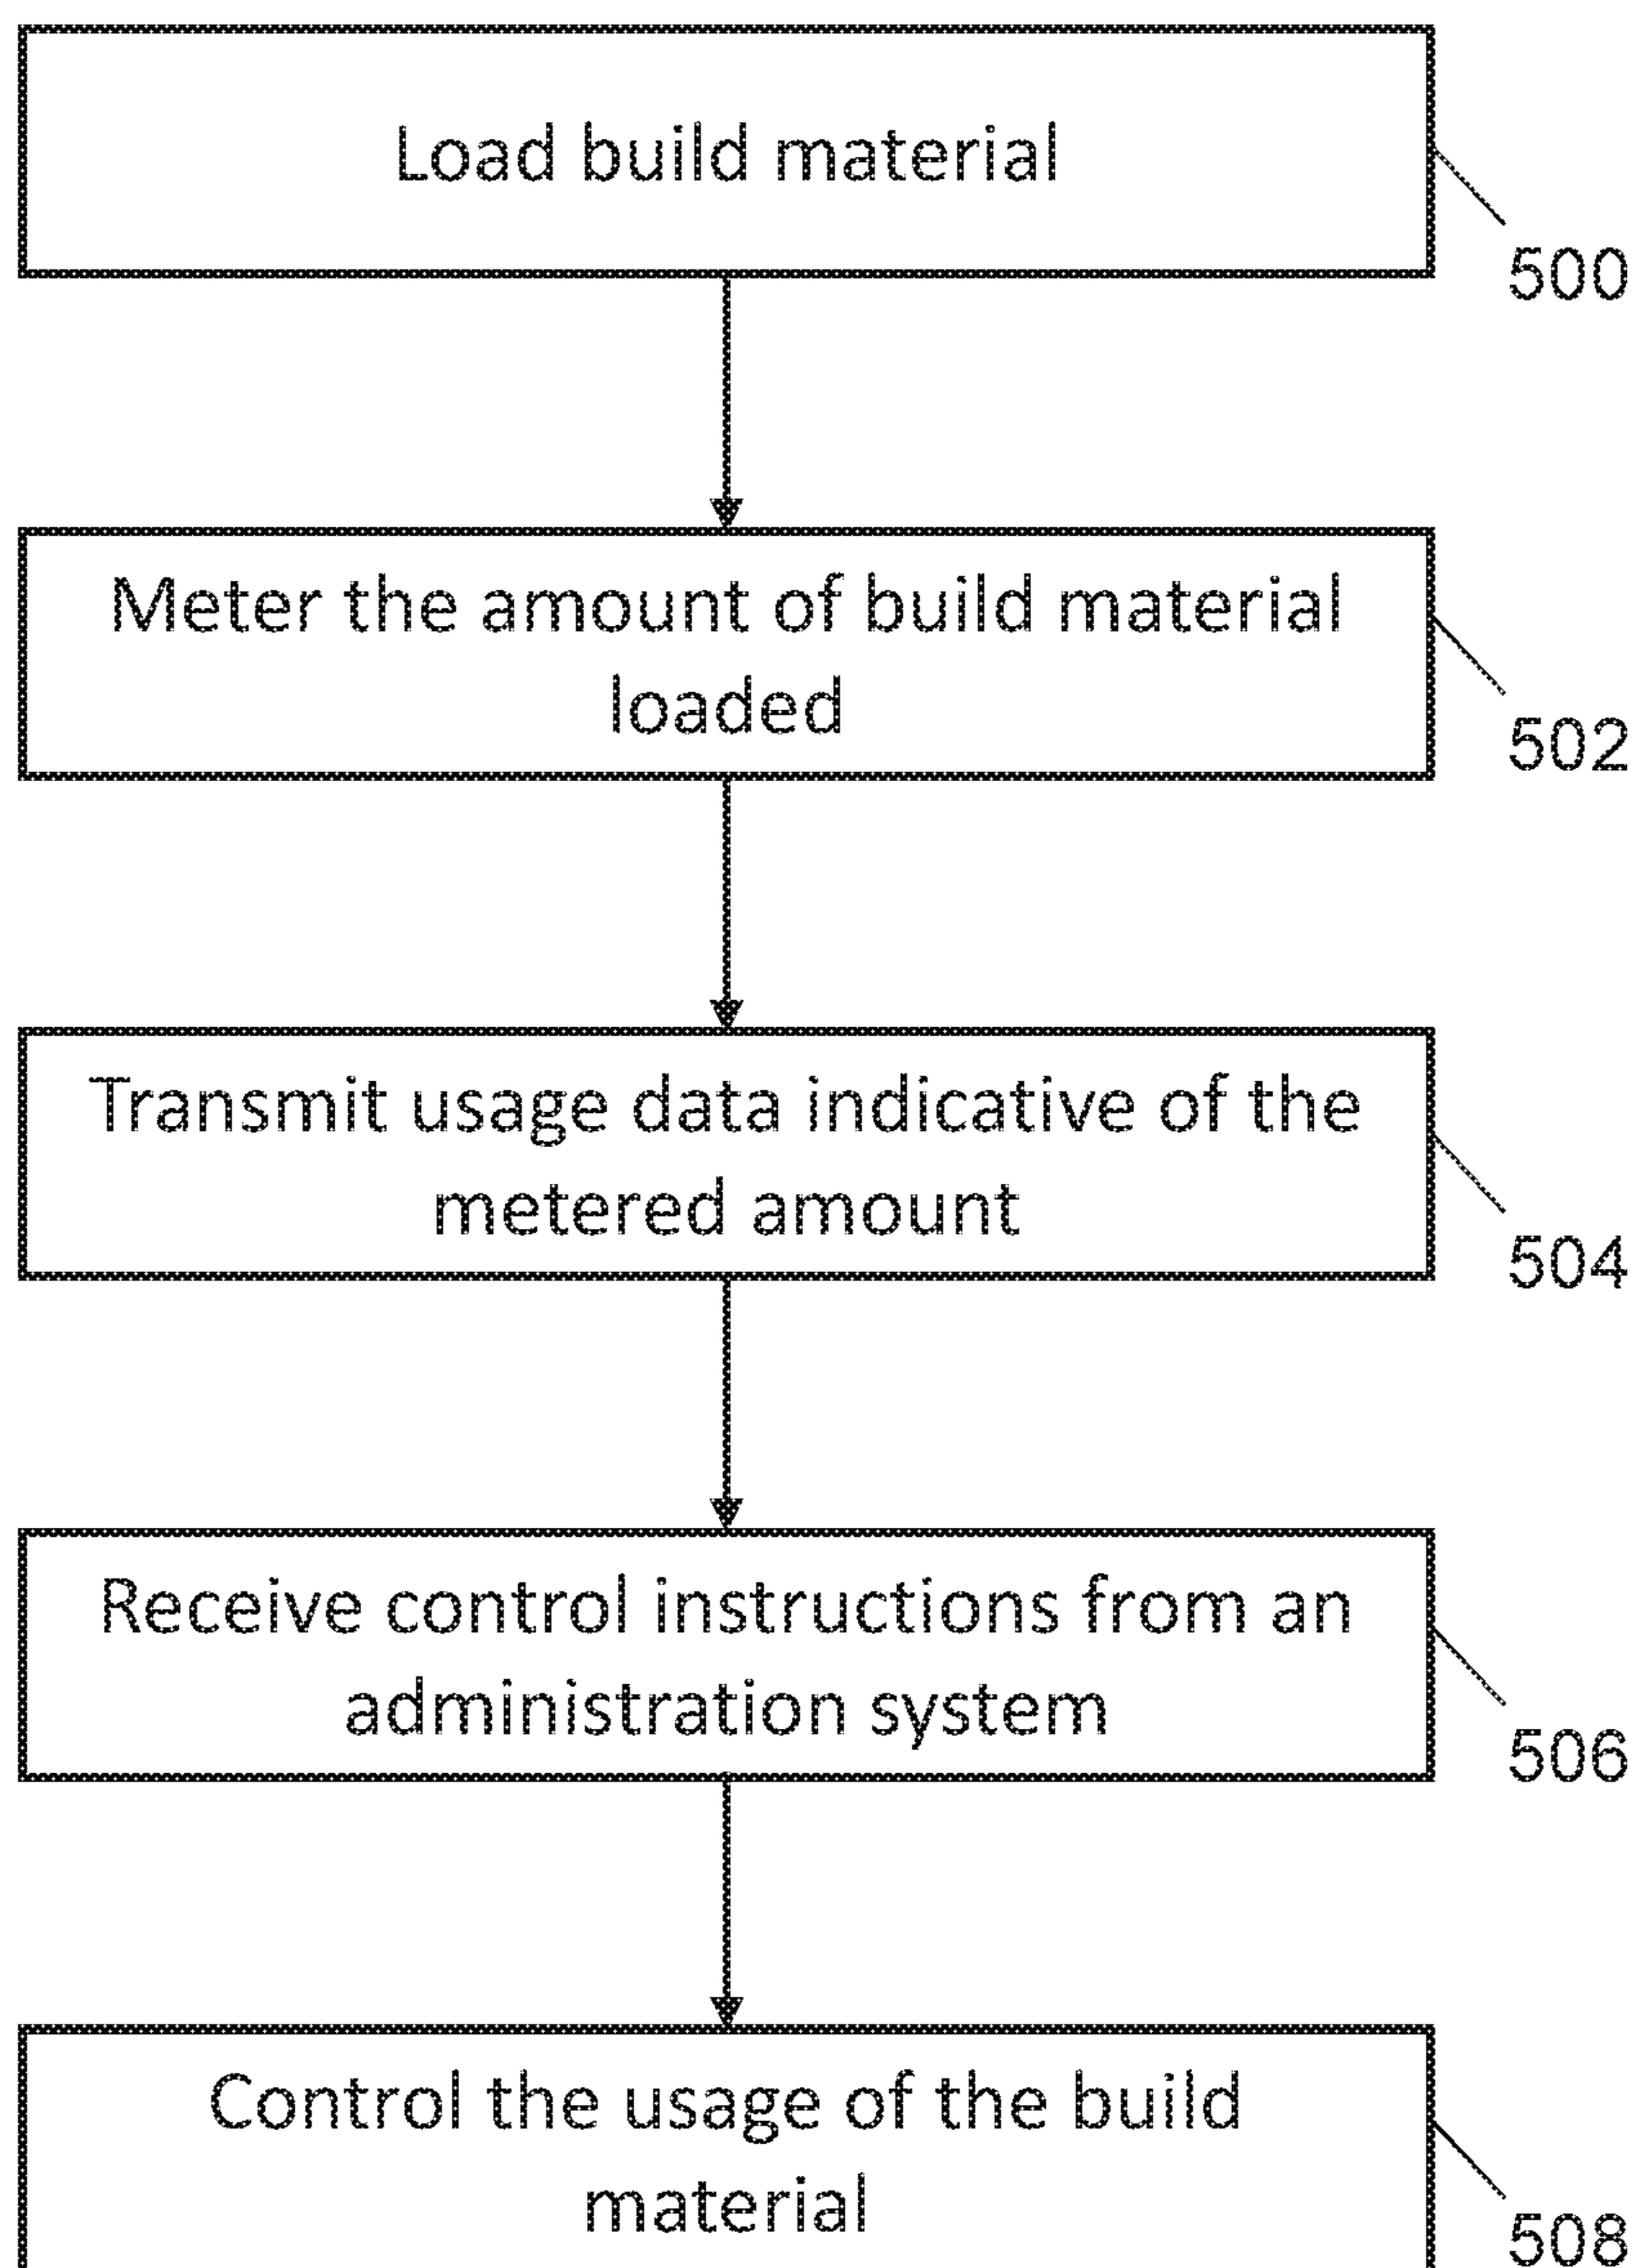 Load build material
500
Meter the amount of build material
loaded
502
Transmit usage data indicative of the
metered amount
504
Receive control instructions from an
administration system
506
Control the usage of the build
material
508